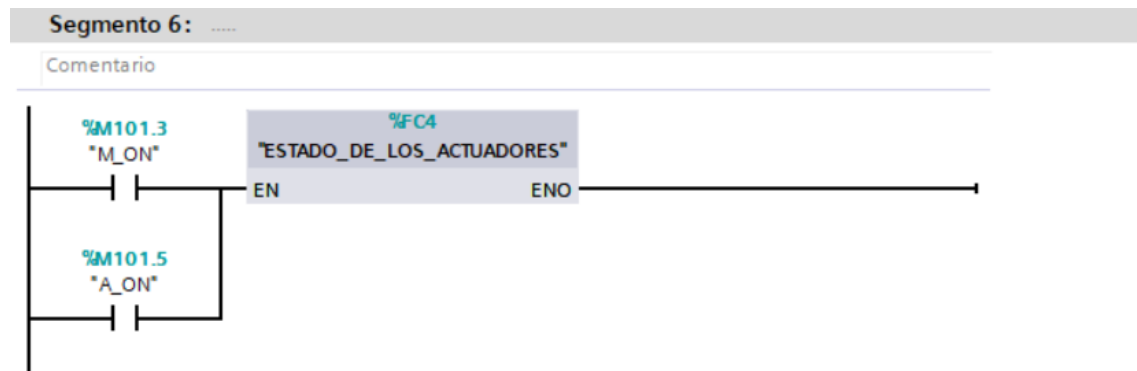 Segmento 6: .....
Comentario
%M101.3
"M_ON"
%FC4
"ESTADO_DE_LOS_ACTUADORES"
EN
ENO
%M101.5
"A_ON"